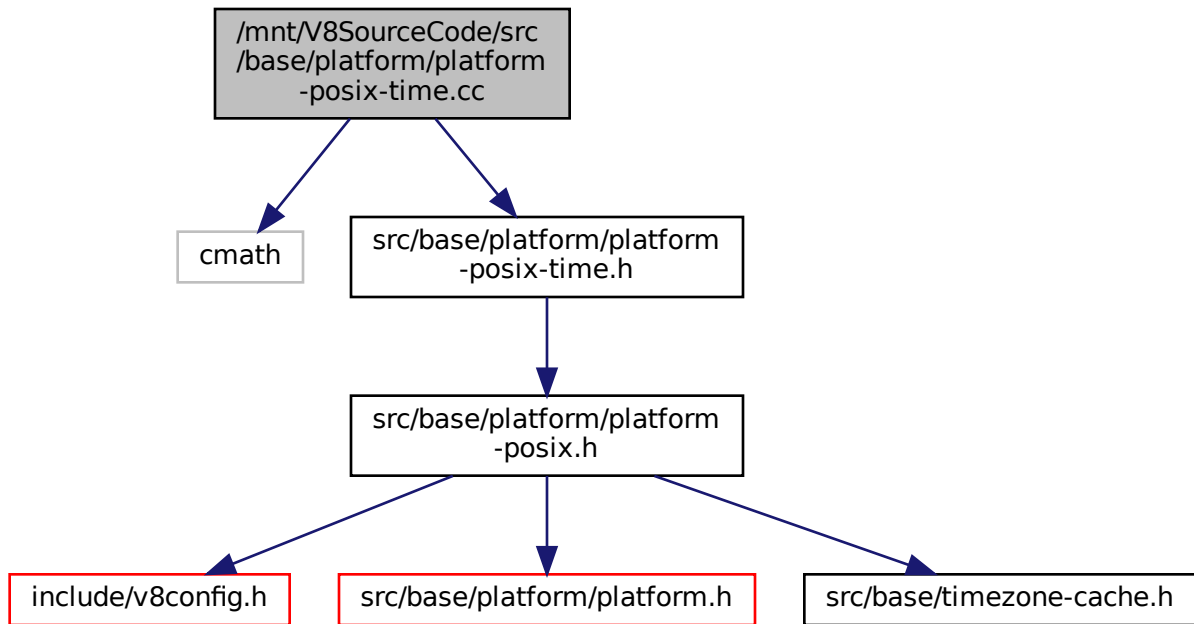 /mnt/V8SourceCode/src
/base/platform/platform
-posix-time.cc
cmath
src/base/platform/platform
-posix-time.h
src/base/platform/platform
-posix.h
include/v8config.h
src/base/platform/platform.h
src/base/timezone-cache.h